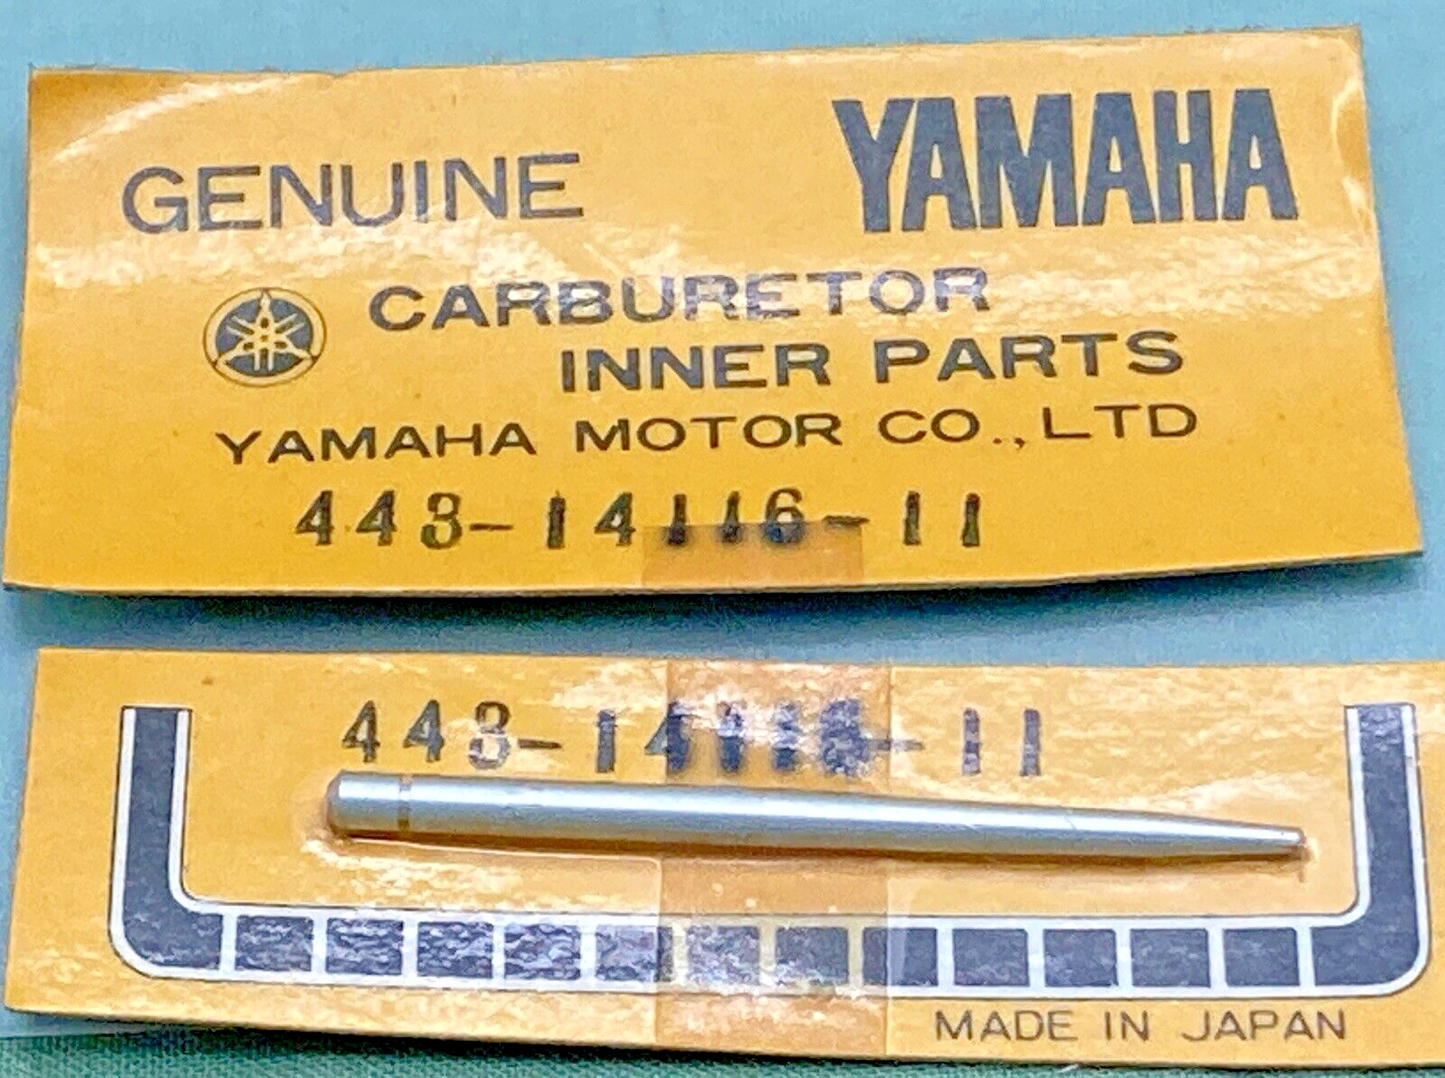 GENUINE YAMAHA
CARBURETOR
INNER PARTS
YAMAHA MOTOR CO., LTD
443-14116-11
443-14116-11
MADE IN JAPAN